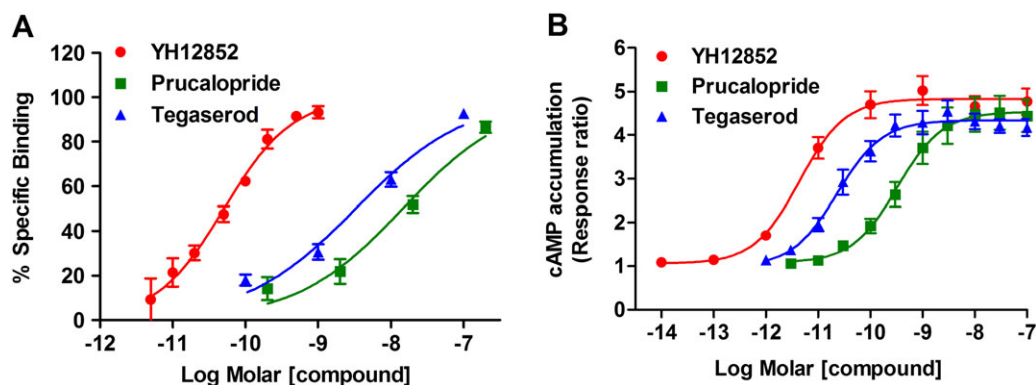 A
YH12852
Prucalopride
Tegaserod
% Specific Binding
120
100
80
60
40
20
0
-12 -11 -10 -9 -8 -7
Log Molar [compound]
B
YH12852
Prucalopride
Tegaserod
cAMP accumulation
(Response ratio)
6
5
4
3
2
1
0
-14 -13 -12 -11 -10 -9 -8 -7
Log Molar [compound]